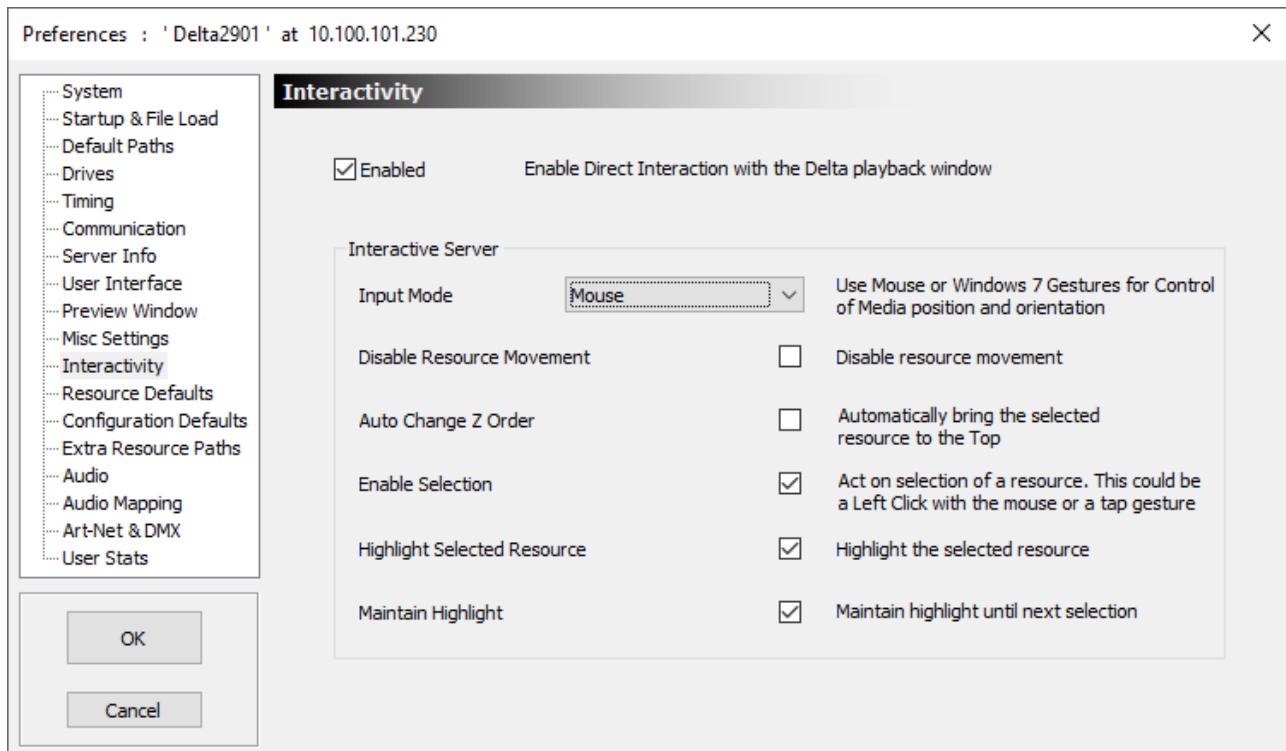 Preferences : 'Delta2901' at 10.100.101.230
System
Startup & File Load
Default Paths
Drives
Timing
Communication
Server Info
User Interface
Preview Window
Misc Settings
Interactivity
Resource Defaults
Configuration Defaults
Extra Resource Paths
Audio
Audio Mapping
Art-Net & DMX
User Stats
OK
Cancel
Interactivity
Enabled
Enable Direct Interaction with the Delta playback window
Interactive Server
Input Mode
Mouse
Use Mouse or Windows 7 Gestures for Control
of Media position and orientation
Disable Resource Movement
Disable resource movement
Auto Change Z Order
Automatically bring the selected
resource to the Top
Enable Selection
Act on selection of a resource. This could be
a Left Click with the mouse or a tap gesture
Highlight Selected Resource
Highlight the selected resource
Maintain Highlight
Maintain highlight until next selection